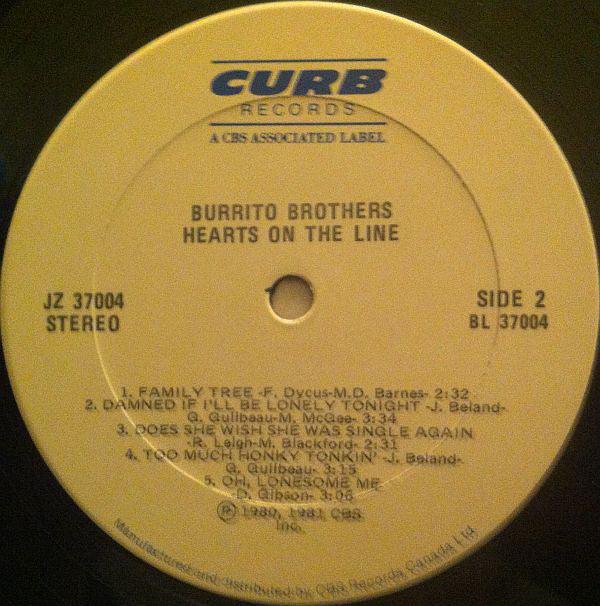 CURB
RECORDS
A CBS ASSOCIATED LABEL
BURRITO BROTHERS
HEARTS ON THE LINE
JZ 37004
STEREO
SIDE 2
BL 37004
1. FAMILY TREE -F. Dycus-M.D. Barnes- 2:32
2. DAMNED IF I'LL BE LONELY TONIGHT -J. Beland-
G. Guilbeau-M. McGee- 3:34
3. DOES SHE WISH SHE WAS SINGLE AGAIN
-R. Leigh-M. Blackford- 2:31
4. TOO MUCH HONKY TONKIN' -J. Beland-
G. Guilbeau- 3:15
5. OH, LONESOME ME
-D. Gibson- 3:06
℗ 1980, 1981 CBS
Inc.
Manufactured and distributed by CBS Records Canada Ltd.